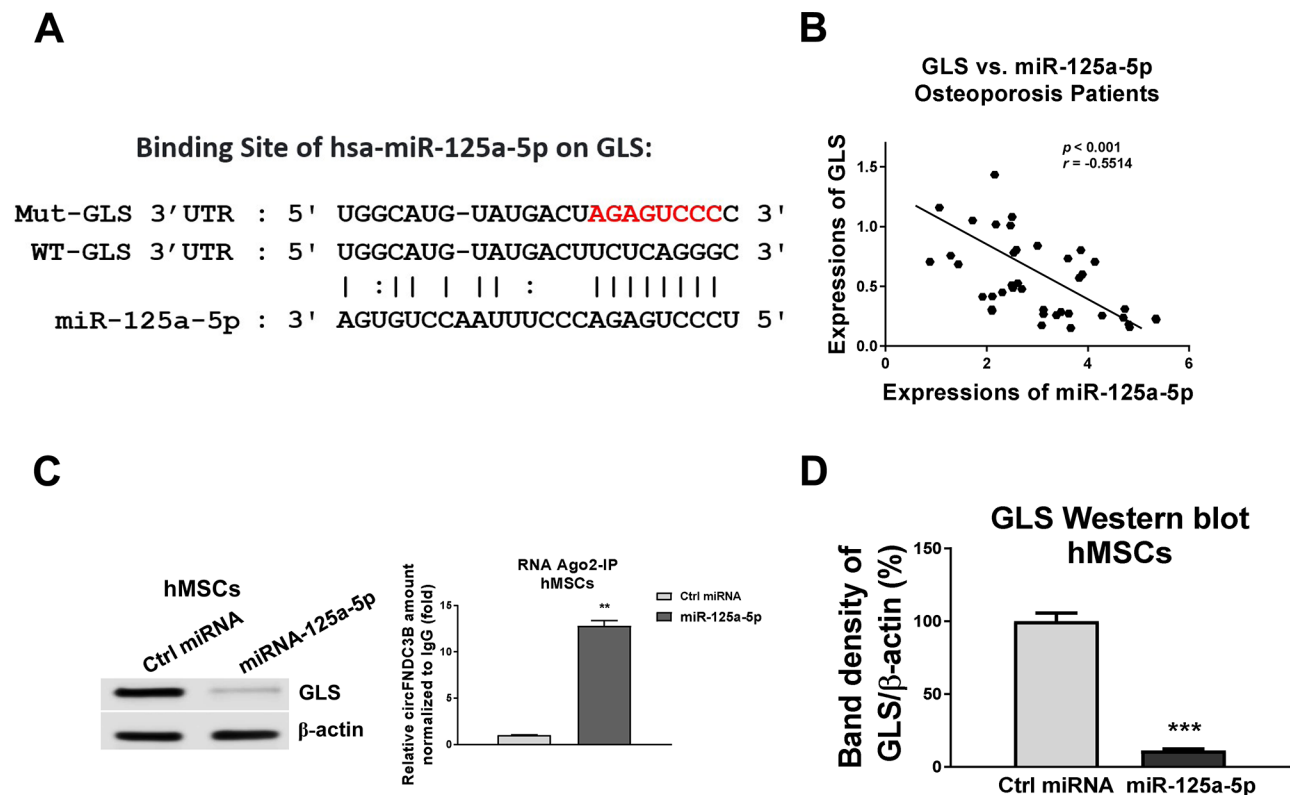 A
Binding Site of hsa-miR-125a-5p on GLS:
Mut-GLS 3′UTR : 5' UGGCAUG-UAUGACUAGAGUCCCC 3'
WT-GLS 3′UTR : 5' UGGCAUG-UAUGACUUCUCAGGGC 3'
| :|| | || : ||||||||
miR-125a-5p : 3' AGUGUCCAAUUUCCCAGAGUCCCU 5'
B
GLS vs. miR-125a-5p
Osteoporosis Patients
p < 0.001
r = -0.5514
Expressions of GLS
1.5
1.0
0.5
0.0
0 2 4 6
Expressions of miR-125a-5p
C
hMSCs
Ctrl miRNA
miRNA-125a-5p
GLS
β-actin
RNA Ago2-IP
hMSCs
Ctrl miRNA
miR-125a-5p
Relative circFNDC3B amount
normalized to IgG (fold)
15
10
5
0
**
D
GLS Western blot
hMSCs
Band density of
GLS/β-actin (%)
150
100
50
0
***
Ctrl miRNA miR-125a-5p